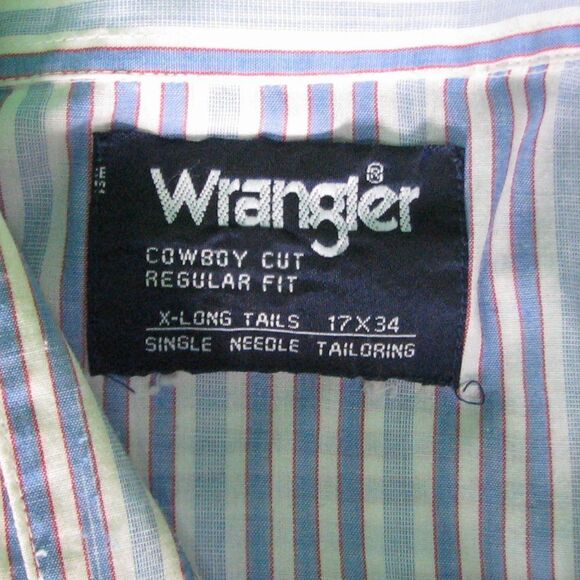 Wrangler®
COWBOY CUT
REGULAR FIT
X-LONG TAILS 17X34
SINGLE NEEDLE TAILORING